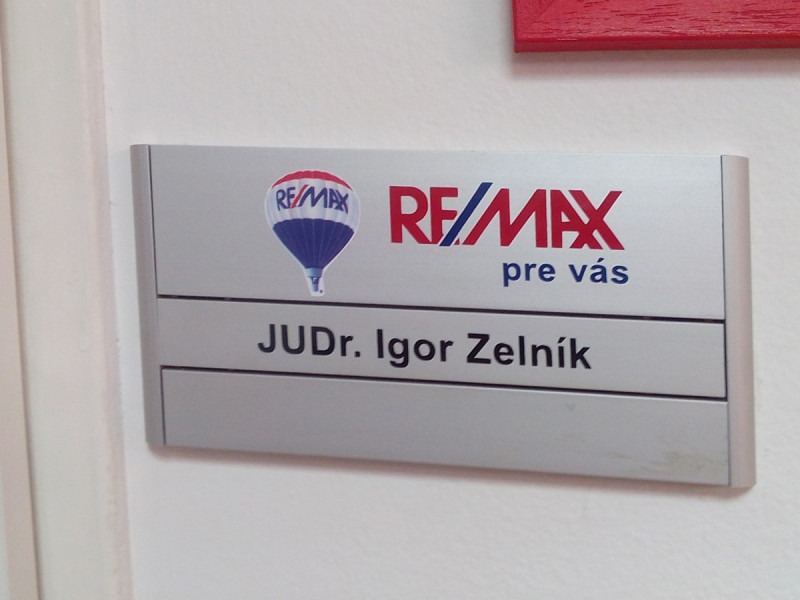 RE/MAX
RE/MAX
pre vás
JUDr. Igor Zelník